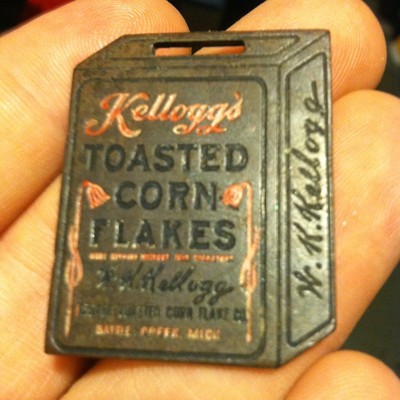 Kellogg's
TOASTED
CORN
FLAKES
W. K. Kellogg
TOASTED CORN FLAKE CO.
BATTLE CREEK, MICH.
W. K. Kellogg